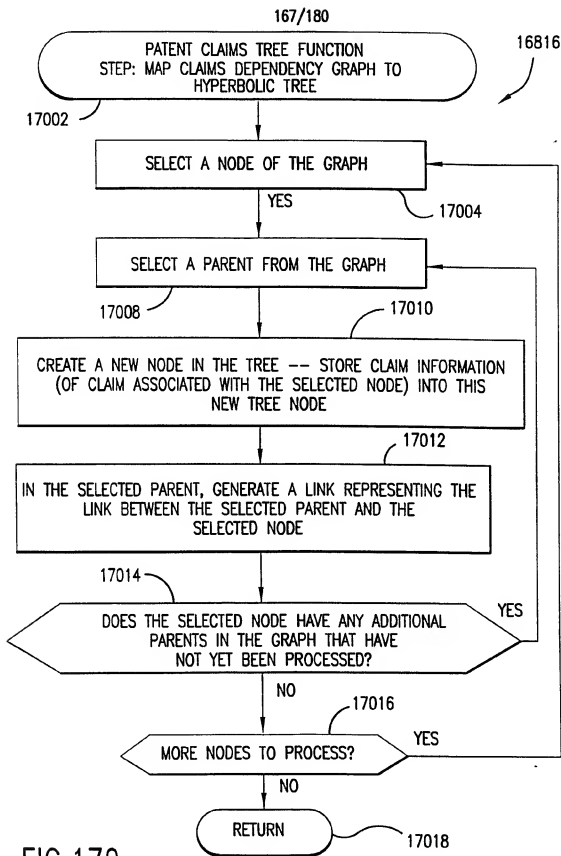 167/180
PATENT CLAIMS TREE FUNCTION
STEP: MAP CLAIMS DEPENDENCY GRAPH TO
HYPERBOLIC TREE
16816
17002
SELECT A NODE OF THE GRAPH
17004
YES
SELECT A PARENT FROM THE GRAPH
17008
17010
CREATE A NEW NODE IN THE TREE -- STORE CLAIM INFORMATION
(OF CLAIM ASSOCIATED WITH THE SELECTED NODE) INTO THIS
NEW TREE NODE
17012
IN THE SELECTED PARENT, GENERATE A LINK REPRESENTING THE
LINK BETWEEN THE SELECTED PARENT AND THE
SELECTED NODE
17014
DOES THE SELECTED NODE HAVE ANY ADDITIONAL
PARENTS IN THE GRAPH THAT HAVE
NOT YET BEEN PROCESSED?
YES
NO
17016
MORE NODES TO PROCESS?
YES
NO
RETURN
17018